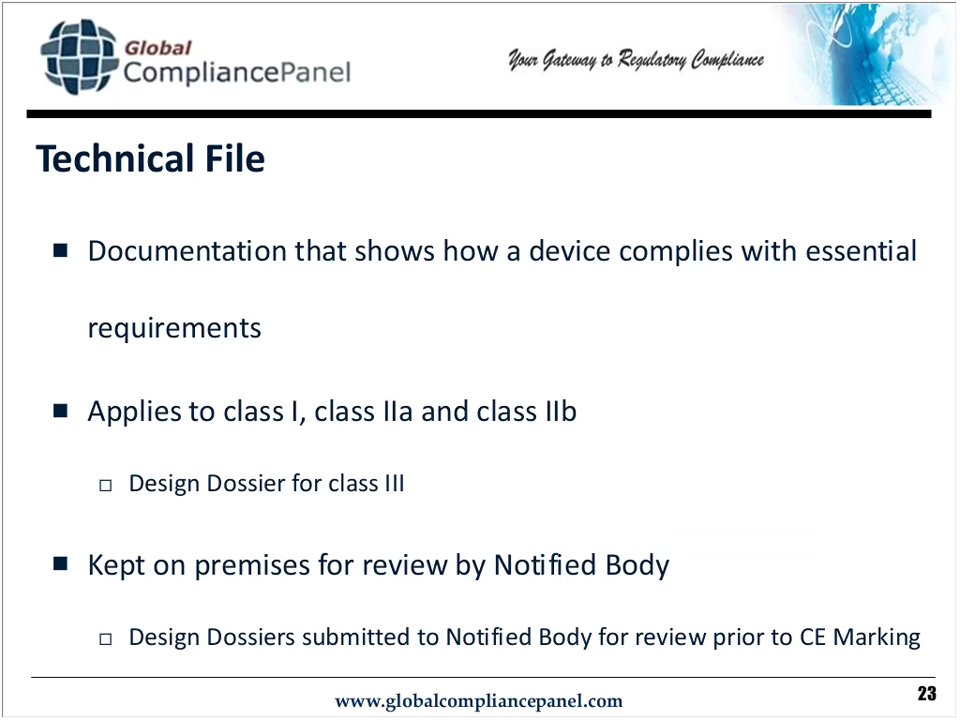 Global
CompliancePanel
Your Gateway to Regulatory Compliance
Technical File
Documentation that shows how a device complies with essential
requirements
Applies to class I, class IIa and class IIb
Design Dossier for class III
Kept on premises for review by Notified Body
Design Dossiers submitted to Notified Body for review prior to CE Marking
www.globalcompliancepanel.com
23